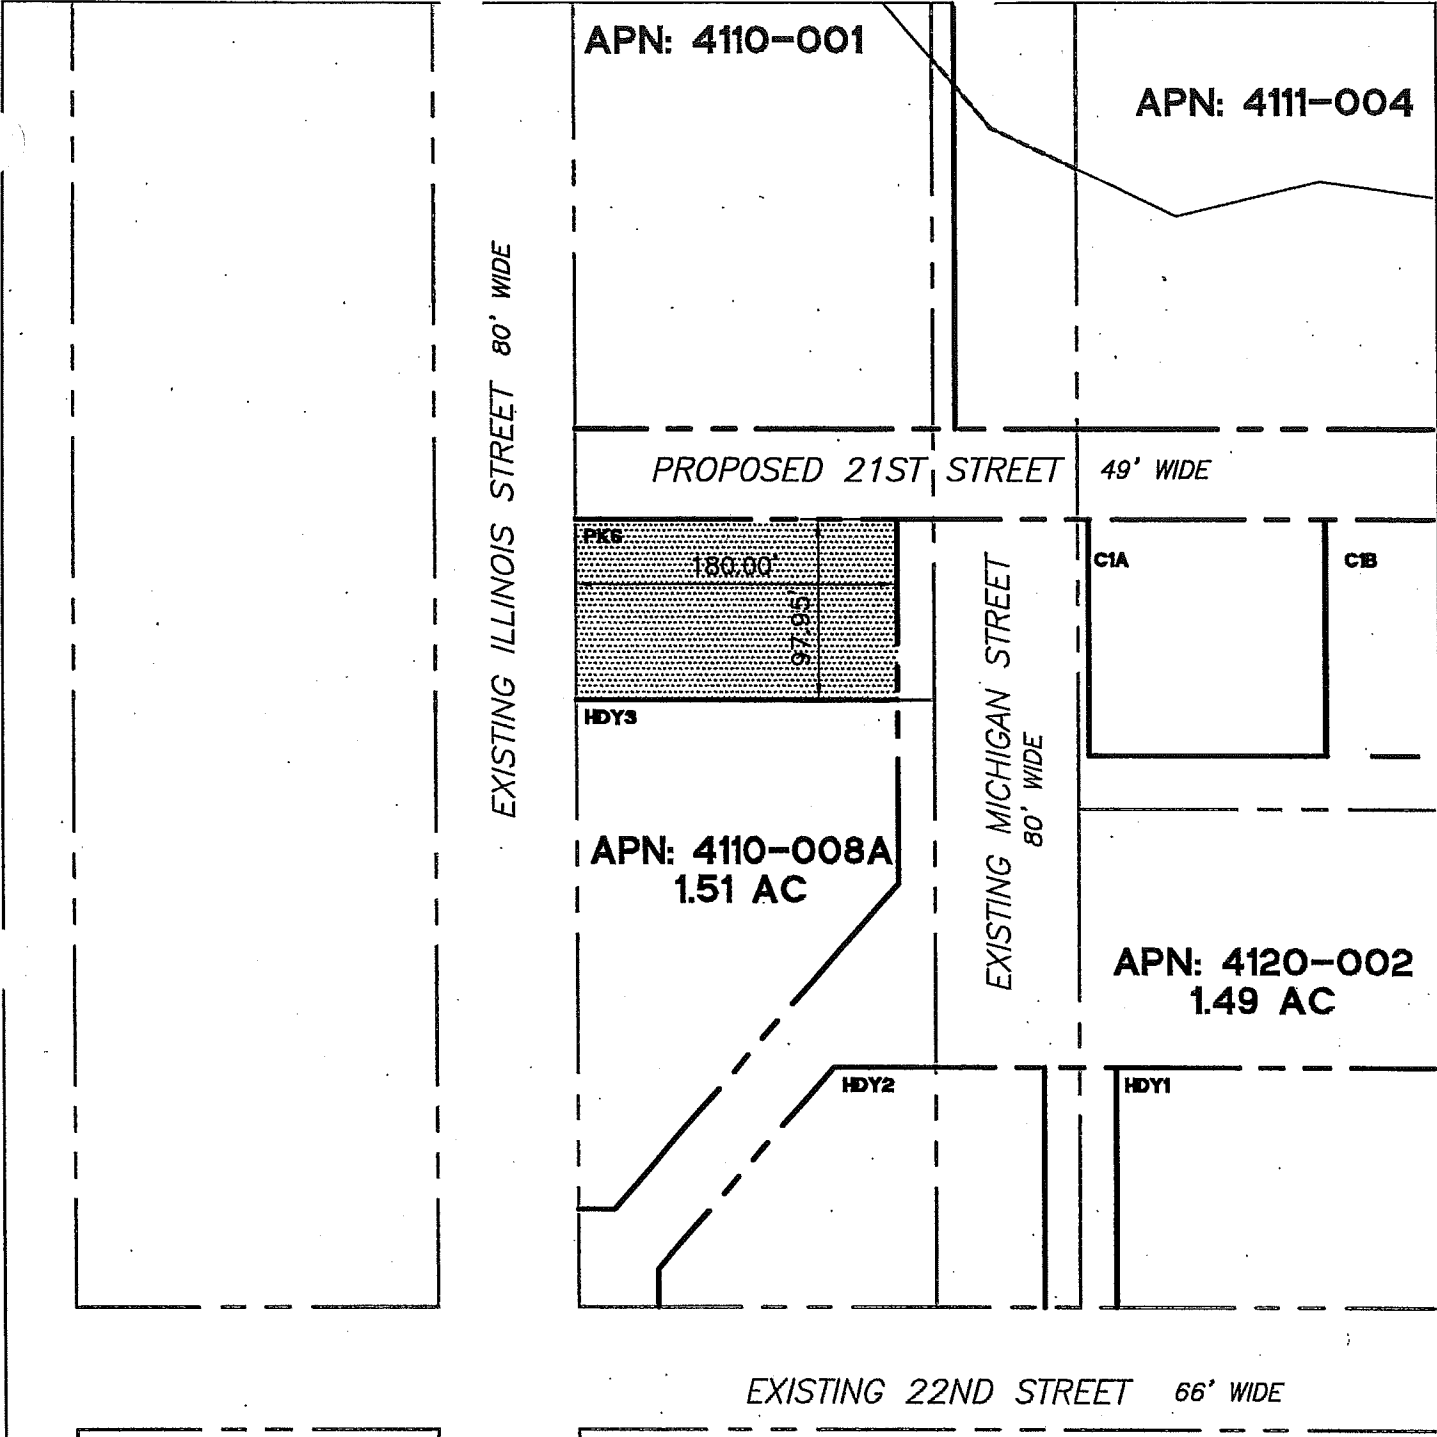 APN: 4110-001
APN: 4111-004
EXISTING ILLINOIS STREET 80' WIDE
PROPOSED 21ST STREET 49' WIDE
PK6
180.00'
97.95'
C1A
C1B
EXISTING MICHIGAN STREET
80' WIDE
HDY3
APN: 4110-008A
1.51 AC
APN: 4120-002
1.49 AC
HDY2
HDY1
EXISTING 22ND STREET 66' WIDE